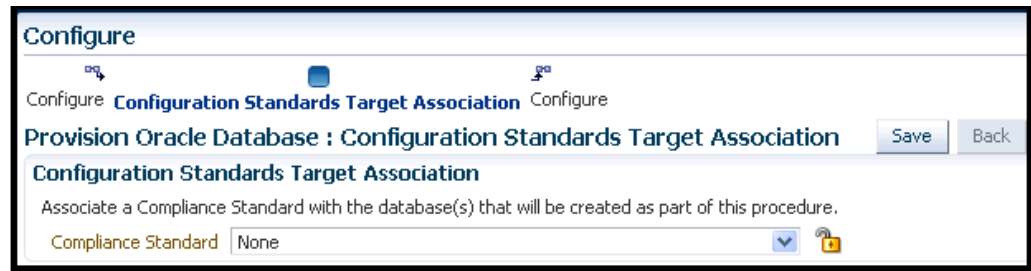 Configure
Configure Configuration Standards Target Association Configure
Provision Oracle Database : Configuration Standards Target Association Save Back
Configuration Standards Target Association
Associate a Compliance Standard with the database(s) that will be created as part of this procedure.
Compliance Standard None